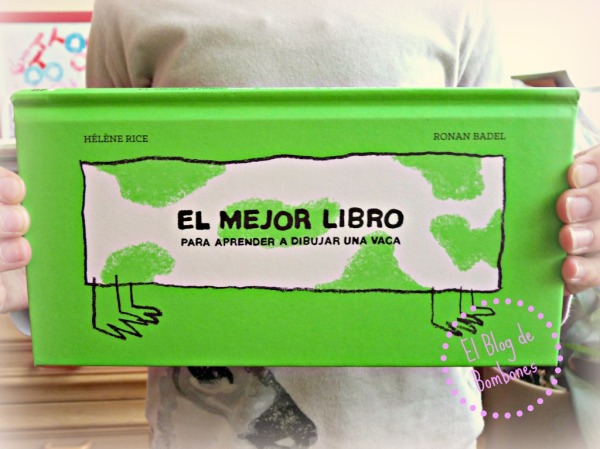 HÉLÈNE RICE
RONAN BADEL
EL MEJOR LIBRO
PARA APRENDER A DIBUJAR UNA VACA
El Blog de
Bombones